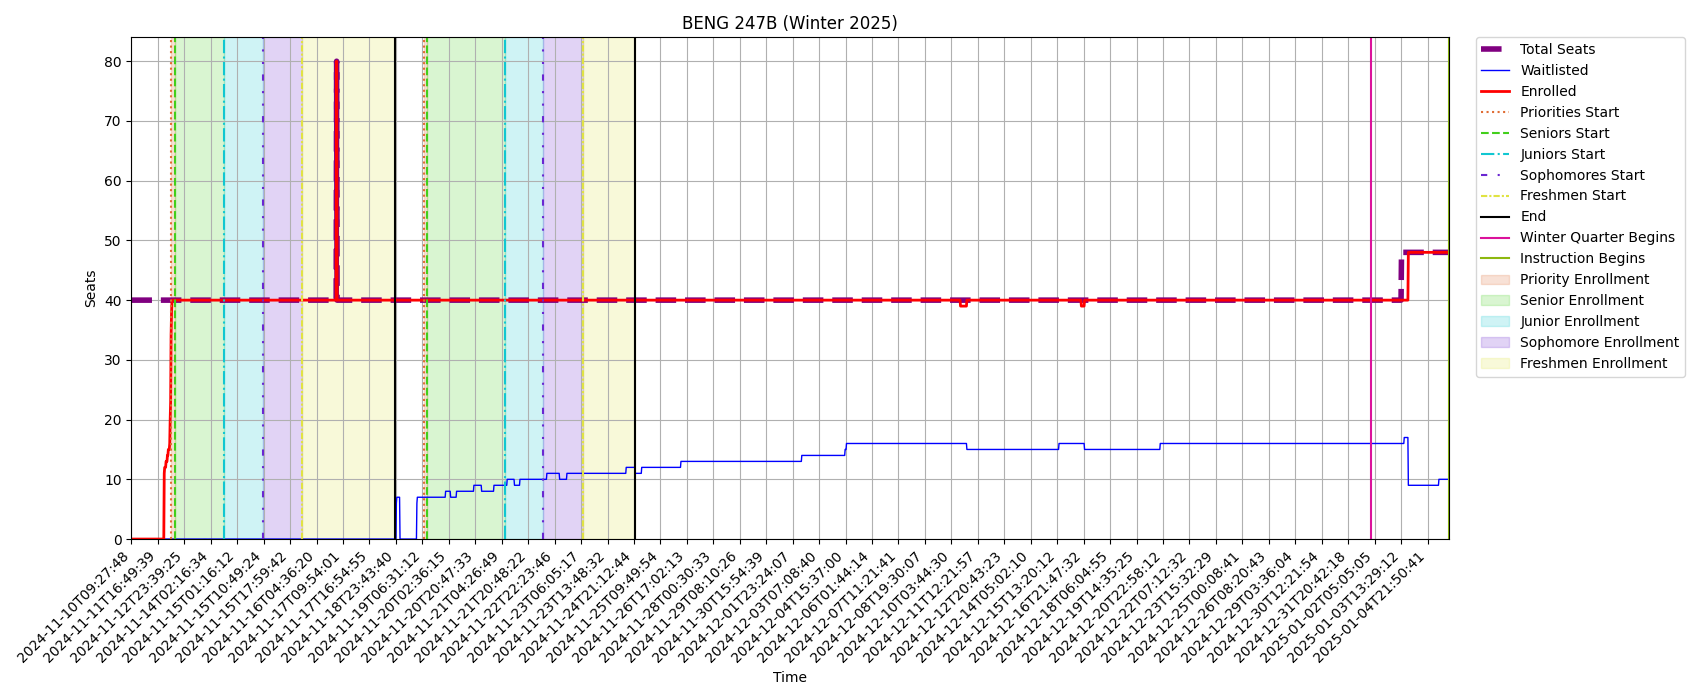 BENG 247B (Winter 2025)
Seats
80
70
60
50
40
30
20
10
0
2024-11-10T09:27:48
2024-11-11T16:49:39
2024-11-12T23:39:25
2024-11-14T02:16:34
2024-11-15T01:16:12
2024-11-15T10:49:24
2024-11-15T17:59:42
2024-11-16T04:36:20
2024-11-17T09:54:01
2024-11-17T16:54:55
2024-11-18T23:43:40
2024-11-19T06:31:12
2024-11-20T02:36:15
2024-11-20T20:47:33
2024-11-21T04:26:49
2024-11-21T20:48:22
2024-11-22T12:23:46
2024-11-23T06:05:17
2024-11-23T13:48:32
2024-11-24T21:12:44
2024-11-25T09:49:54
2024-11-26T17:02:13
2024-11-28T00:30:33
2024-11-29T08:10:26
2024-11-30T15:54:39
2024-12-01T23:24:07
2024-12-03T07:08:40
2024-12-04T15:37:00
2024-12-06T01:44:14
2024-12-07T11:21:41
2024-12-08T19:30:07
2024-12-10T03:44:30
2024-12-11T12:21:57
2024-12-12T20:43:23
2024-12-14T05:02:10
2024-12-15T13:20:12
2024-12-16T21:47:32
2024-12-18T06:04:55
2024-12-19T14:35:25
2024-12-20T22:58:12
2024-12-22T07:12:32
2024-12-23T15:32:29
2024-12-25T00:08:41
2024-12-26T08:20:43
2024-12-29T03:36:04
2024-12-30T12:21:54
2024-12-31T20:42:18
2025-01-02T05:05:05
2025-01-03T13:29:12
2025-01-04T21:50:41
Time
Total Seats
Waitlisted
Enrolled
Priorities Start
Seniors Start
Juniors Start
Sophomores Start
Freshmen Start
End
Winter Quarter Begins
Instruction Begins
Priority Enrollment
Senior Enrollment
Junior Enrollment
Sophomore Enrollment
Freshmen Enrollment